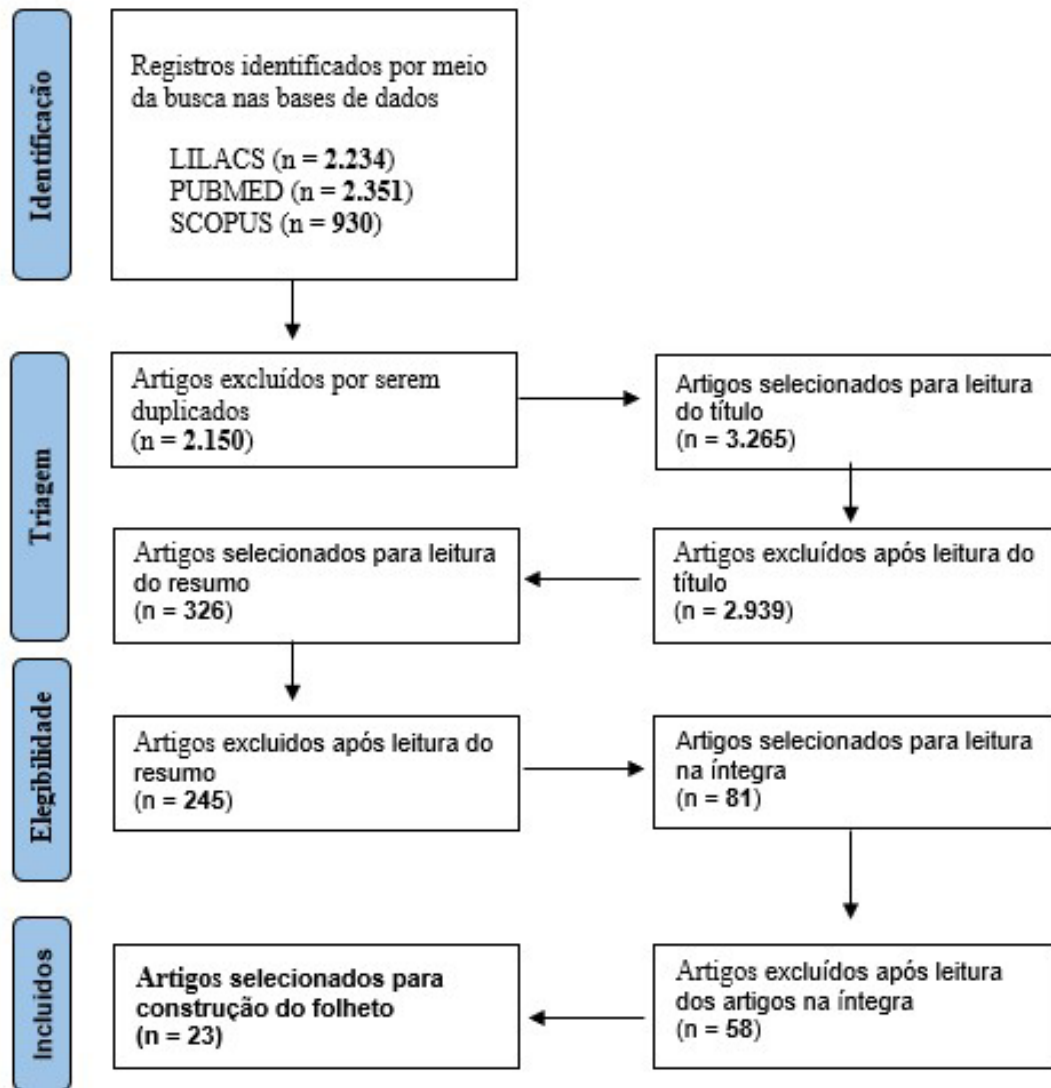 Identificação
Registros identificados por meio
da busca nas bases de dados
LILACS (n = 2.234)
PUBMED (n = 2.351)
SCOPUS (n = 930)
Triagem
Artigos excluídos por serem
duplicados
(n = 2.150)
Artigos selecionados para leitura
do título
(n = 3.265)
Artigos excluídos após leitura do
título
(n = 2.939)
Artigos selecionados para leitura
do resumo
(n = 326)
Elegibilidade
Artigos excluidos após leitura do
resumo
(n = 245)
Artigos selecionados para leitura
na íntegra
(n = 81)
Incluidos
Artigos excluídos após leitura
dos artigos na íntegra
(n = 58)
Artigos selecionados para
construção do folheto
(n = 23)